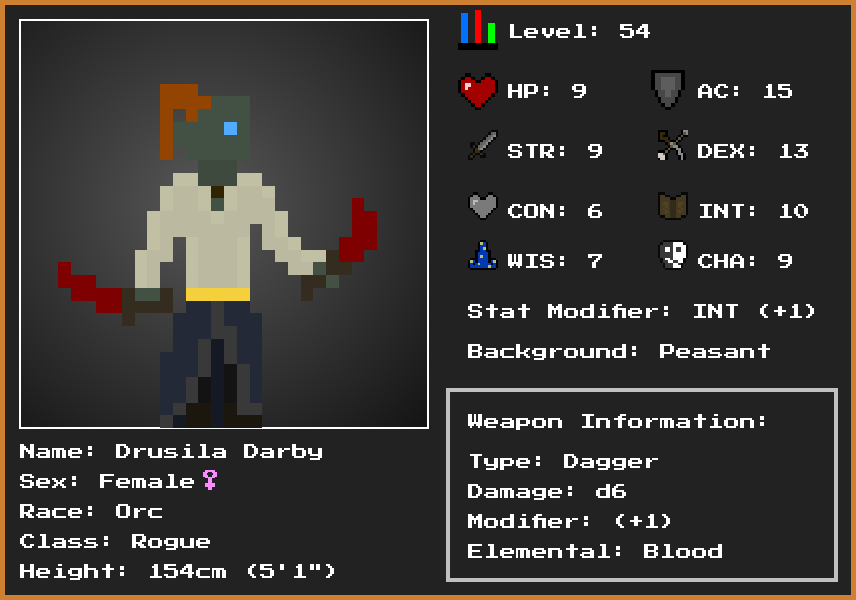 Level: 54
HP: 9
AC: 15
STR: 9
DEX: 13
CON: 6
INT: 10
WIS: 7
CHA: 9
Stat Modifier: INT (+1)
Background: Peasant
Weapon Information:
Type: Dagger
Damage: d6
Modifier: (+1)
Elemental: Blood
Name: Drusila Darby
Sex: Female♀
Race: Orc
Class: Rogue
Height: 154cm (5'1")